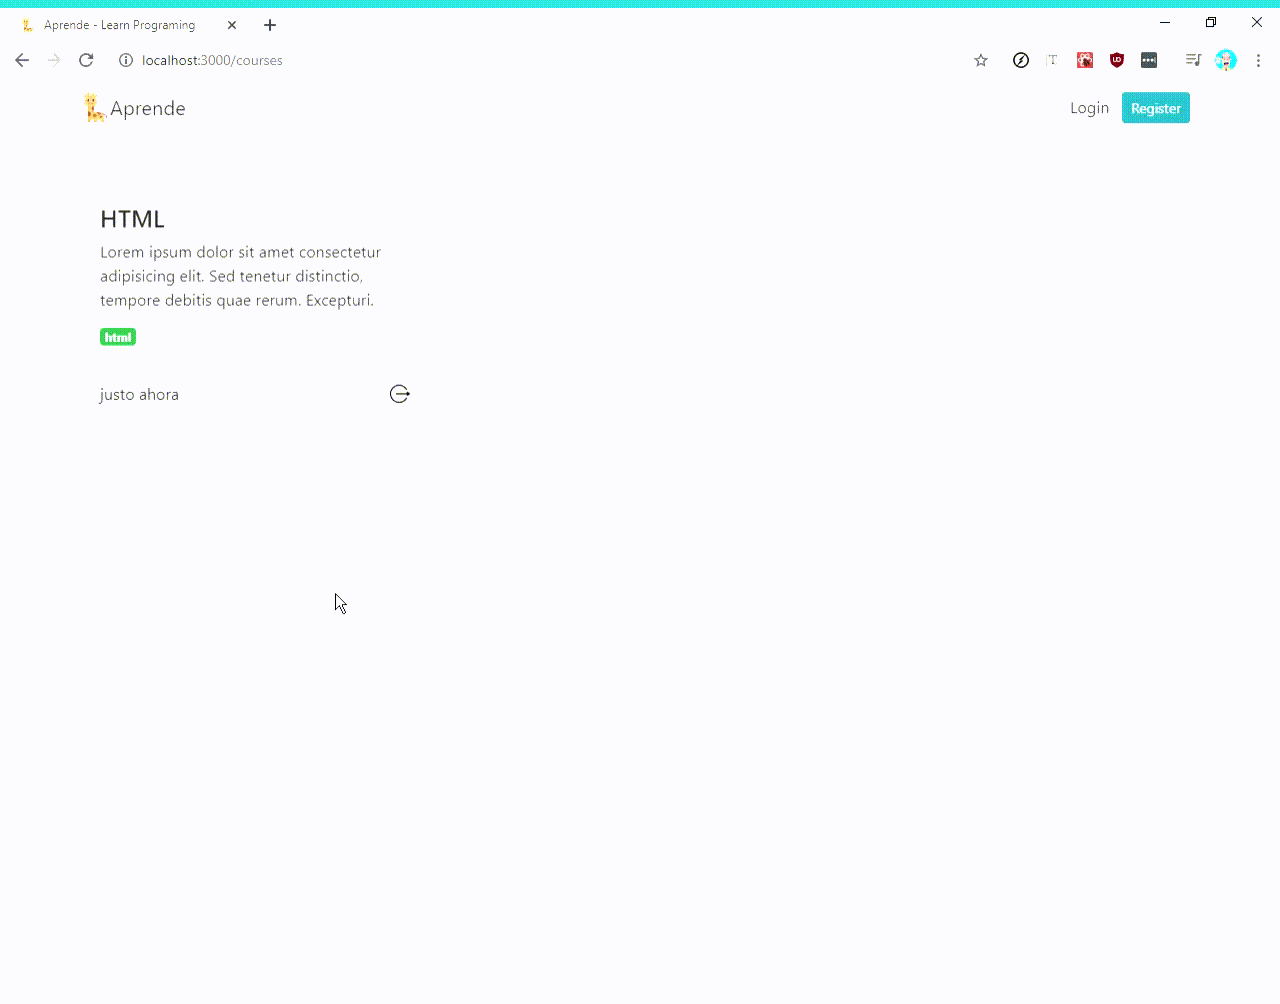 Aprende - Learn Programing
localhost:3000/courses
Aprende
Login
Register
HTML
Lorem ipsum dolor sit amet consectetur
adipisicing elit. Sed tenetur distinctio,
tempore debitis quae rerum. Excepturi.
html
justo ahora